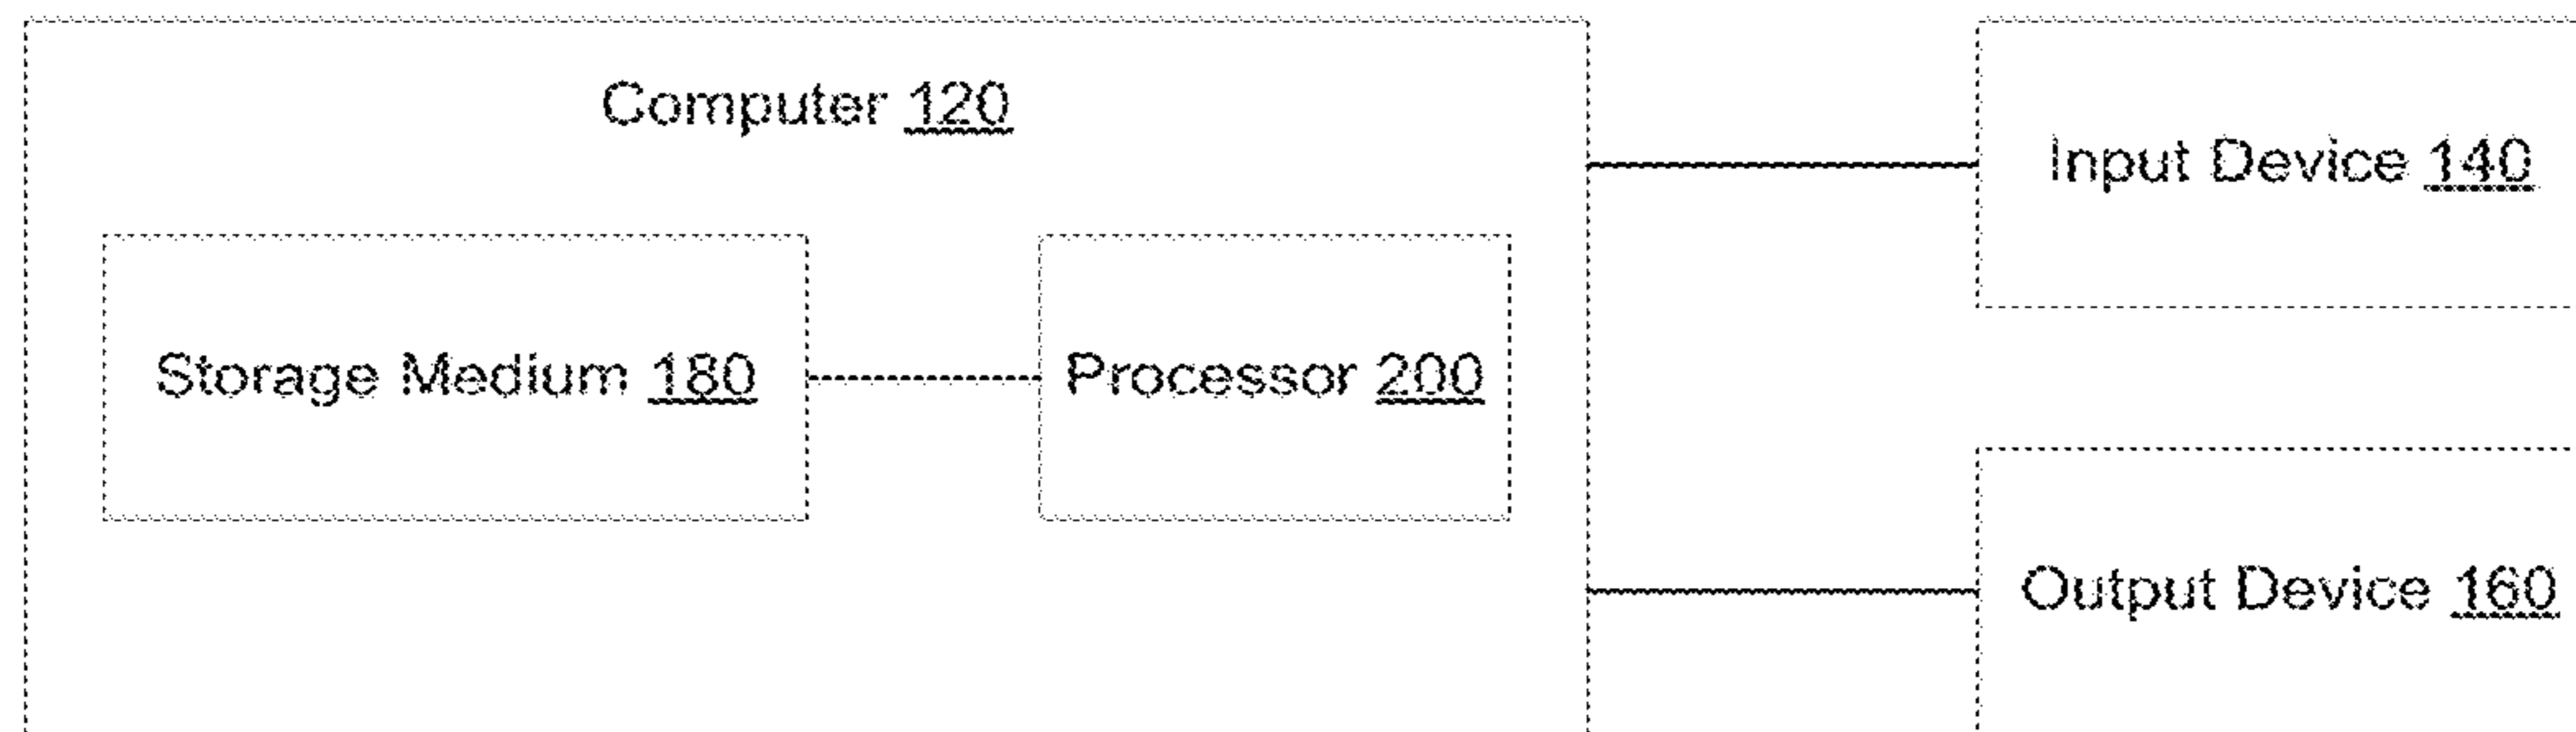 Computer 120
Input Device 140
Storage Medium 180
Processor 200
Output Device 160